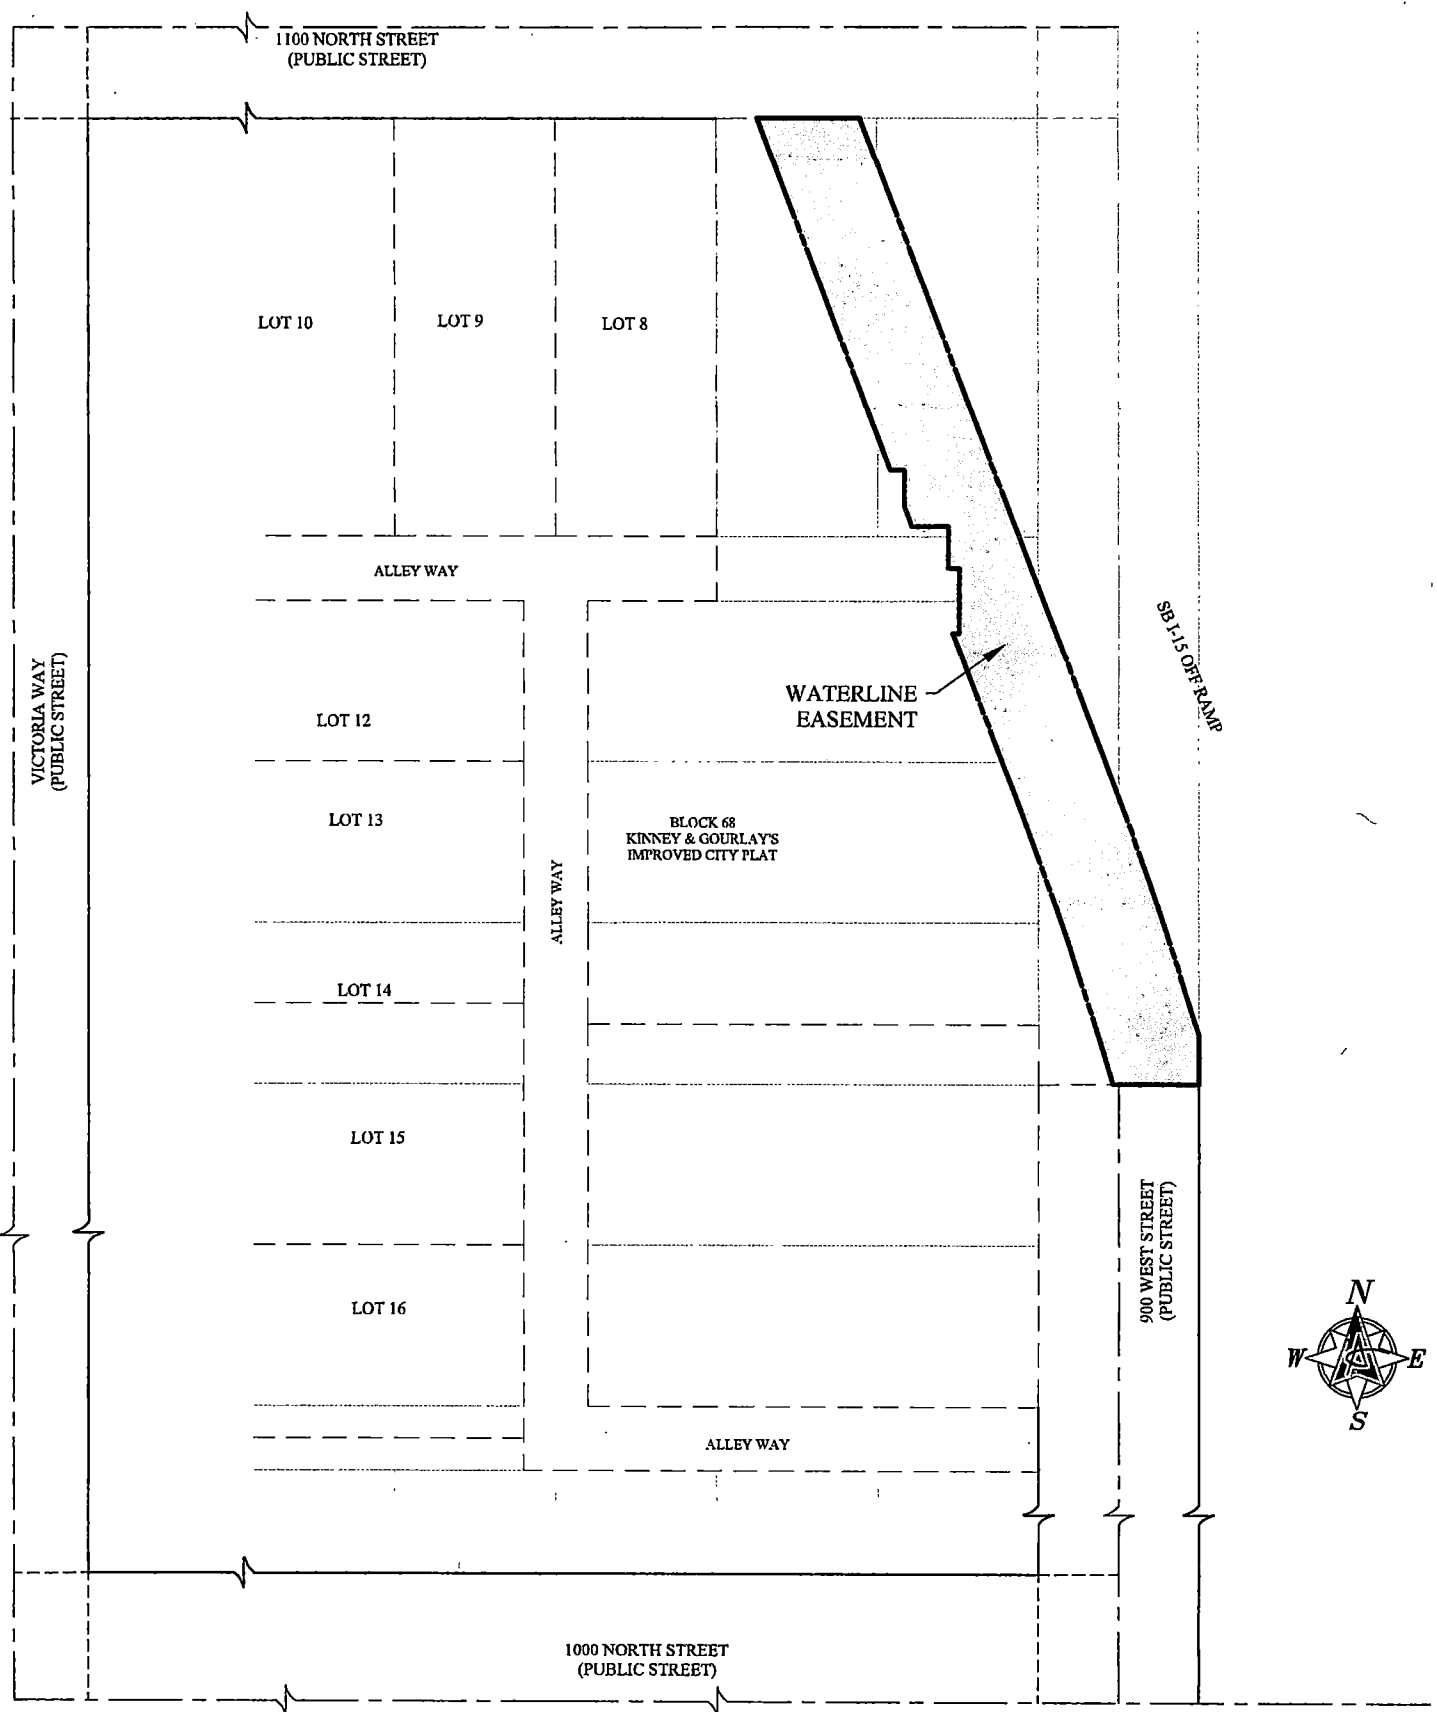 1100 NORTH STREET
(PUBLIC STREET)
LOT 10
LOT 9
LOT 8
ALLEY WAY
SB I-15 OFF RAMP
VICTORIA WAY
(PUBLIC STREET)
WATERLINE
EASEMENT
LOT 12
LOT 13
BLOCK 68
KINNEY & GOURLAY'S
IMPROVED CITY PLAT
ALLEY WAY
LOT 14
LOT 15
900 WEST STREET
(PUBLIC STREET)
LOT 16
N
W
E
S
ALLEY WAY
1000 NORTH STREET
(PUBLIC STREET)